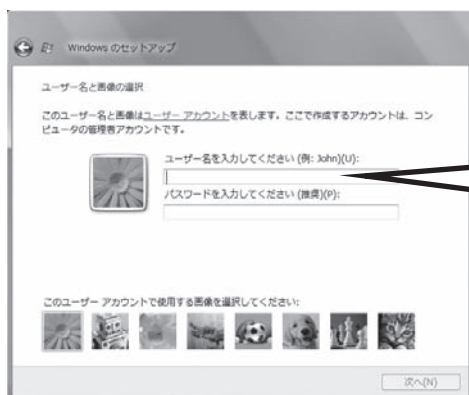 Windows のセットアップ
ユーザー名と画像の選択
このユーザー名と画像はユーザー アカウントを表します。ここで作成するアカウントは、コン
ピュータの管理者アカウントです。
ユーザー名を入力してください (例: John)(U):
パスワードを入力してください (推奨)(P):
このユーザー アカウントで使用する画像を選択してください:
次へ(N)